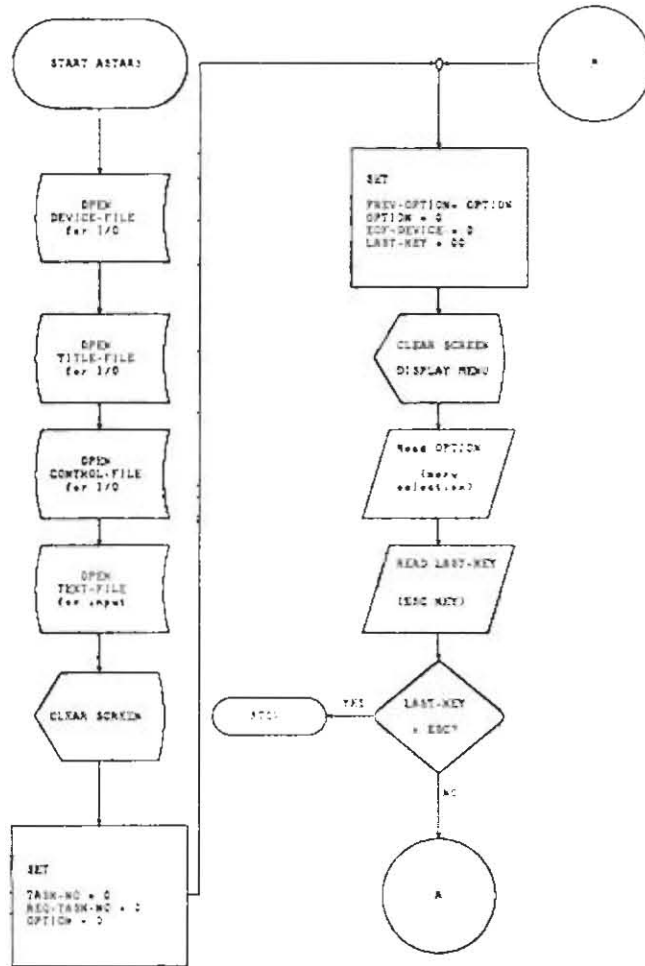 START ASTARS
OPEN
DEVICE-FILE
for I/O
OPEN
TITLE-FILE
for I/O
OPEN
CONTROL-FILE
for I/O
OPEN
TEXT-FILE
for input
CLEAR SCREEN
SET
TASK-NO = 0
REQ-TASK-NO = 0
OPTION = 0
SET
PREV-OPTION= OPTION
OPTION = 0
EOF-DEVICE = 0
LAST-KEY = 00
CLEAR SCREEN
DISPLAY MENU
Read OPTION
(menu
selection)
READ LAST-KEY
(ESC KEY)
LAST-KEY
= ESC?
YES
STOP
NO
A